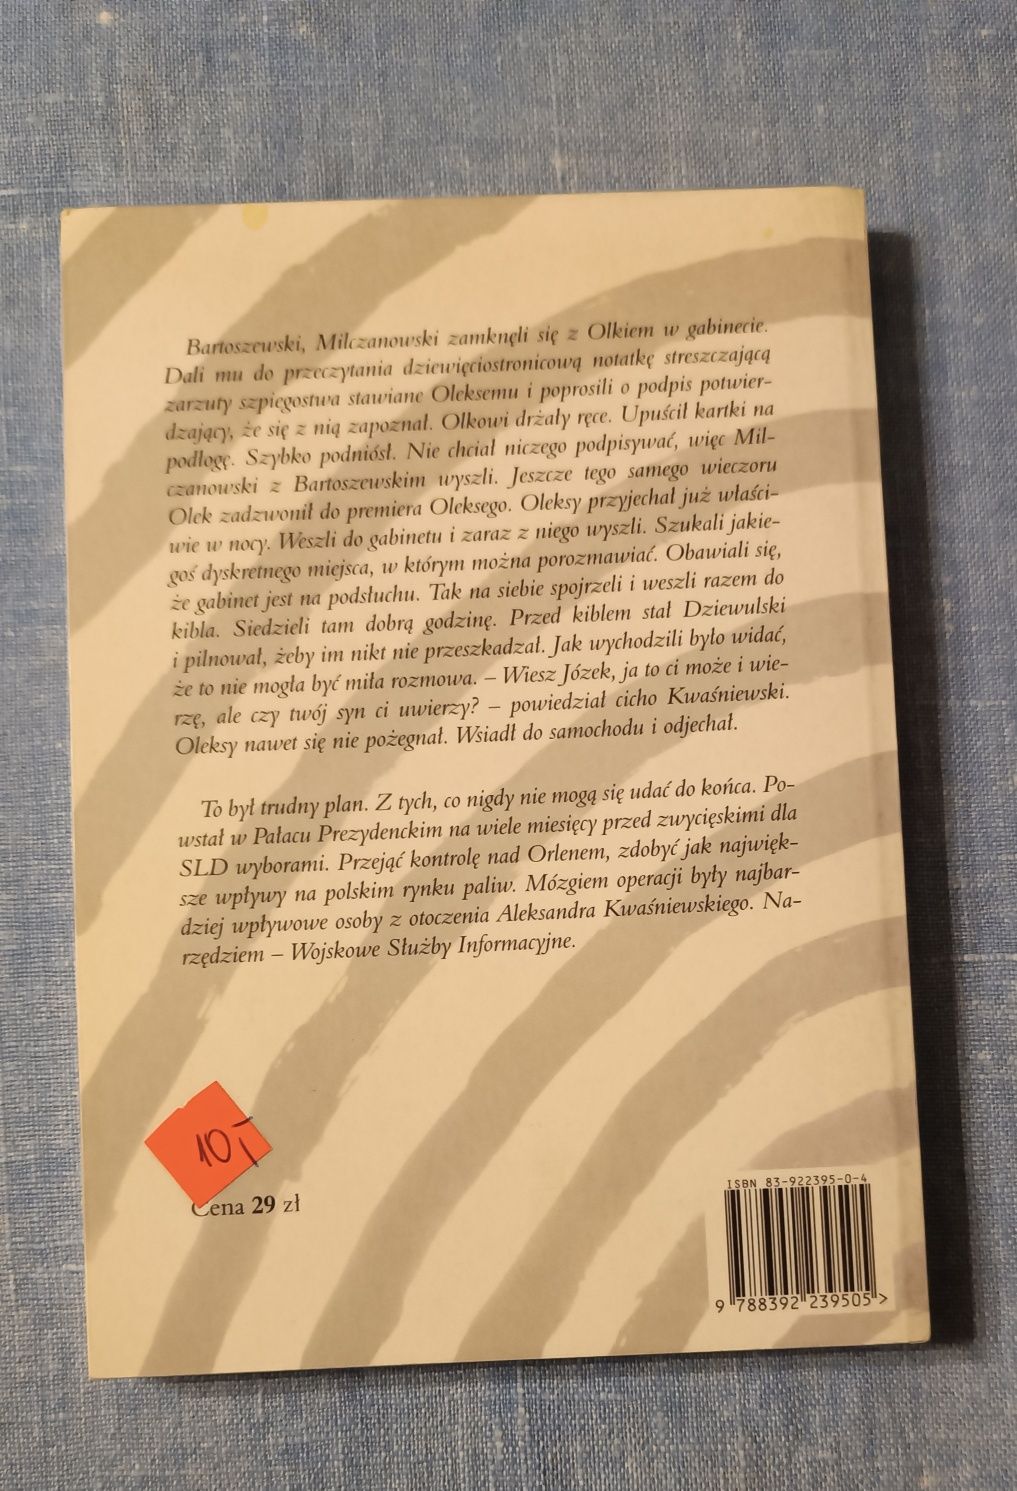 Bartoszewski, Milczanowski zamknęli się z Olkiem w gabinecie.
Dali mu do przeczytania dziewięciostronicową notatkę streszczającą
zarzuty szpiegostwa stawiane Oleksemu i poprosili o podpis potwier-
dzający, że się z nią zapoznał. Olkowi drżały ręce. Upuścił kartki na
podłogę. Szybko podniósł. Nie chciał niczego podpisywać, więc Mil-
czanowski z Bartoszewskim wyszli. Jeszcze tego samego wieczoru
Olek zadzwonił do premiera Oleksego. Oleksy przyjechał już właści-
wie w nocy. Weszli do gabinetu i zaraz z niego wyszli. Szukali jakie-
goś dyskretnego miejsca, w którym można porozmawiać. Obawiali się,
że gabinet jest na podsłuchu. Tak na siebie spojrzeli i weszli razem do
kibla. Siedzieli tam dobrą godzinę. Przed kiblem stał Dziewulski
i pilnował, żeby im nikt nie przeszkadzał. Jak wychodzili było widać,
że to nie mogła być miła rozmowa. – Wiesz Józek, ja to ci może i wie-
rzę, ale czy twój syn ci uwierzy? – powiedział cicho Kwaśniewski.
Oleksy nawet się nie pożegnał. Wsiadł do samochodu i odjechał.
To był trudny plan. Z tych, co nigdy nie mogą się udać do końca. Po-
wstał w Pałacu Prezydenckim na wiele miesięcy przed zwycięskimi dla
SLD wyborami. Przejąć kontrolę nad Orlenem, zdobyć jak najwięk-
sze wpływy na polskim rynku paliw. Mózgiem operacji były najbar-
dziej wpływowe osoby z otoczenia Aleksandra Kwaśniewskiego. Na-
rzędziem – Wojskowe Służby Informacyjne.
10,-
Cena 29 zł
ISBN 83-922395-0-4
9 788392 239505 >